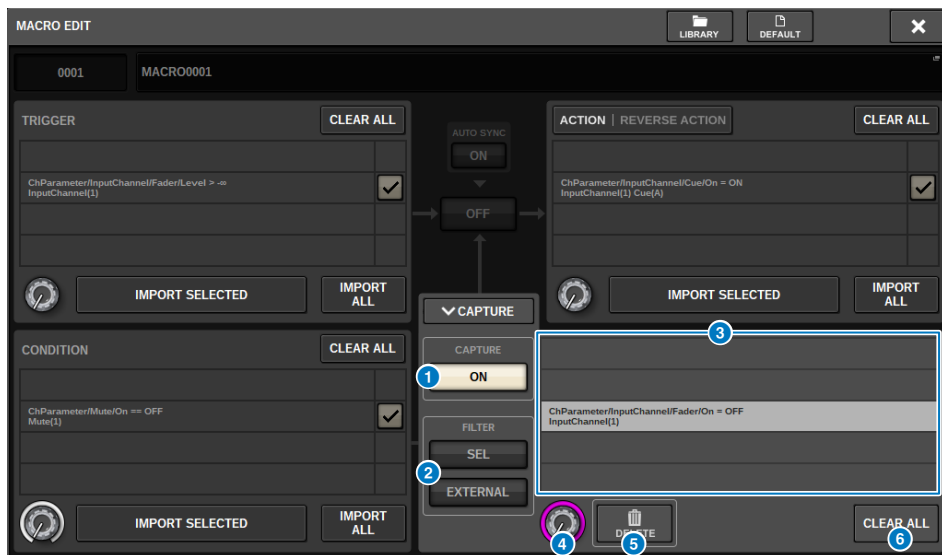 MACRO EDIT
LIBRARY
DEFAULT
0001
MACRO0001
TRIGGER
CLEAR ALL
ChParameter/InputChannel/Fader/Level > -∞
InputChannel(1)
IMPORT SELECTED
IMPORT
ALL
AUTO SYNC
ON
OFF
ACTION | REVERSE ACTION
CLEAR ALL
ChParameter/InputChannel/Cue/On = ON
InputChannel(1) Cue(A)
IMPORT SELECTED
IMPORT
ALL
CONDITION
CLEAR ALL
ChParameter/Mute/On == OFF
Mute(1)
IMPORT SELECTED
IMPORT
ALL
CAPTURE
CAPTURE
1
ON
FILTER
SEL
2
EXTERNAL
3
ChParameter/InputChannel/Fader/On = OFF
InputChannel(1)
4
DELETE
5
CLEAR ALL
6